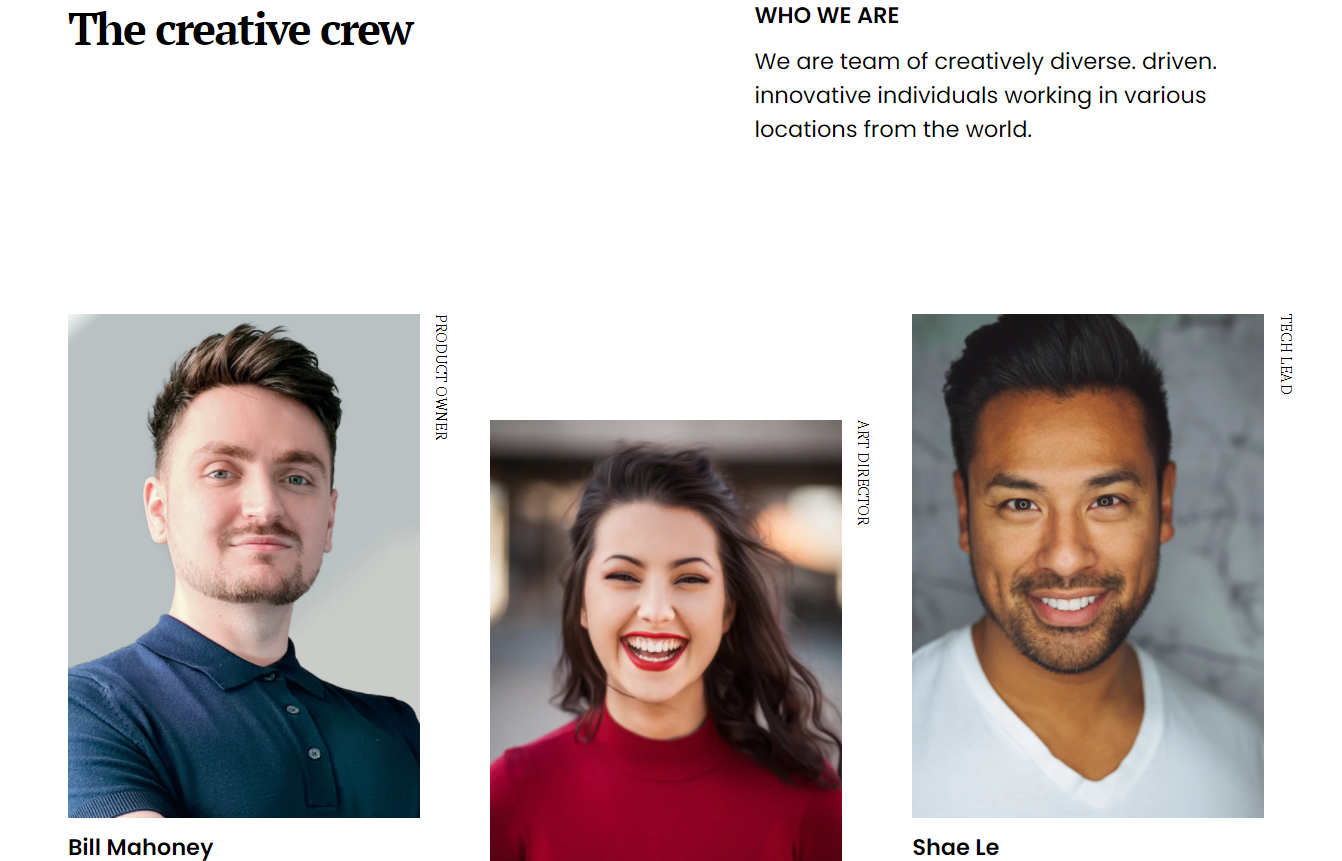 The creative crew
WHO WE ARE
We are team of creatively diverse. driven.
innovative individuals working in various
locations from the world.
PRODUCT OWNER
ART DIRECTOR
TECH LEAD
Bill Mahoney
Shae Le